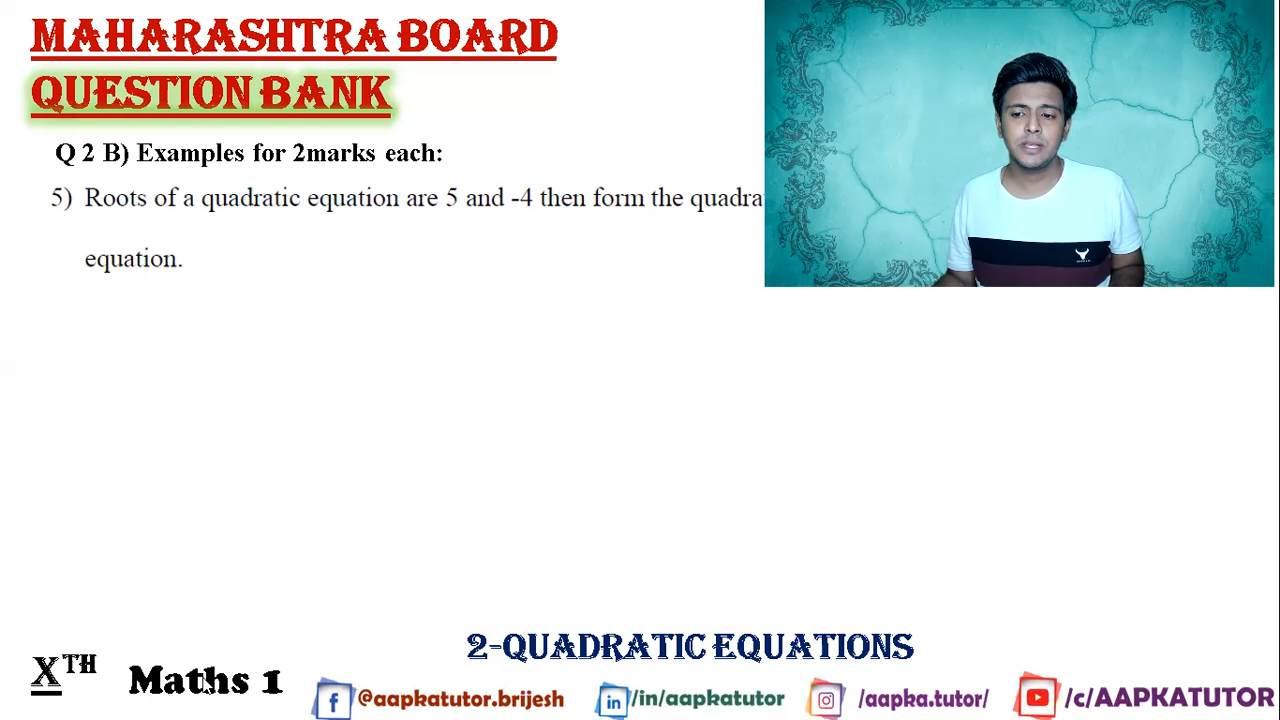 MAHARASHTRA BOARD
QUESTION BANK
Q 2 B) Examples for 2marks each:
5) Roots of a quadratic equation are 5 and -4 then form the
equation.
2-QUADRATIC EQUATIONS
XTH Maths 1
@aapkatutor.brijesh /in/aapkatutor /aapka.tutor/ /c/AAPKATUTOR